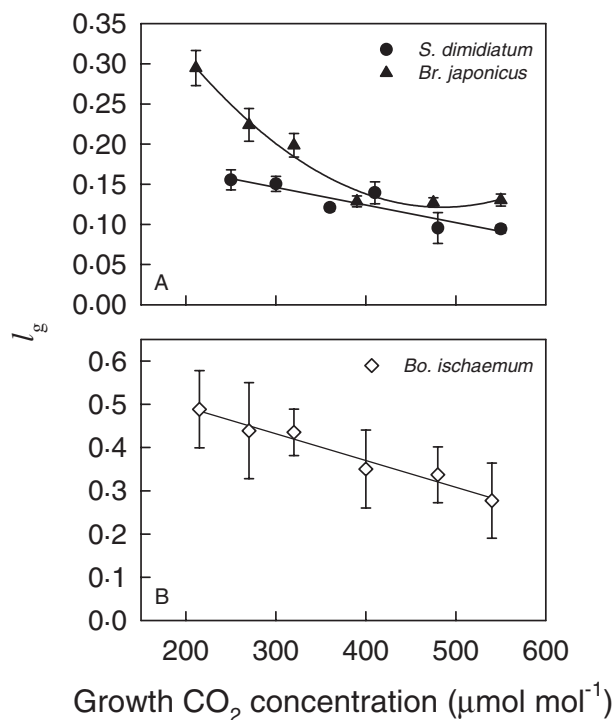 0·35
0·30
0·25
0·20
0·15
0·10
0·05
0·00
S. dimidiatum
Br. japonicus
A
l_g
0·6
0·5
0·4
0·3
0·2
0·1
0·0
Bo. ischaemum
B
200 300 400 500 600
Growth CO₂ concentration (μmol mol⁻¹)